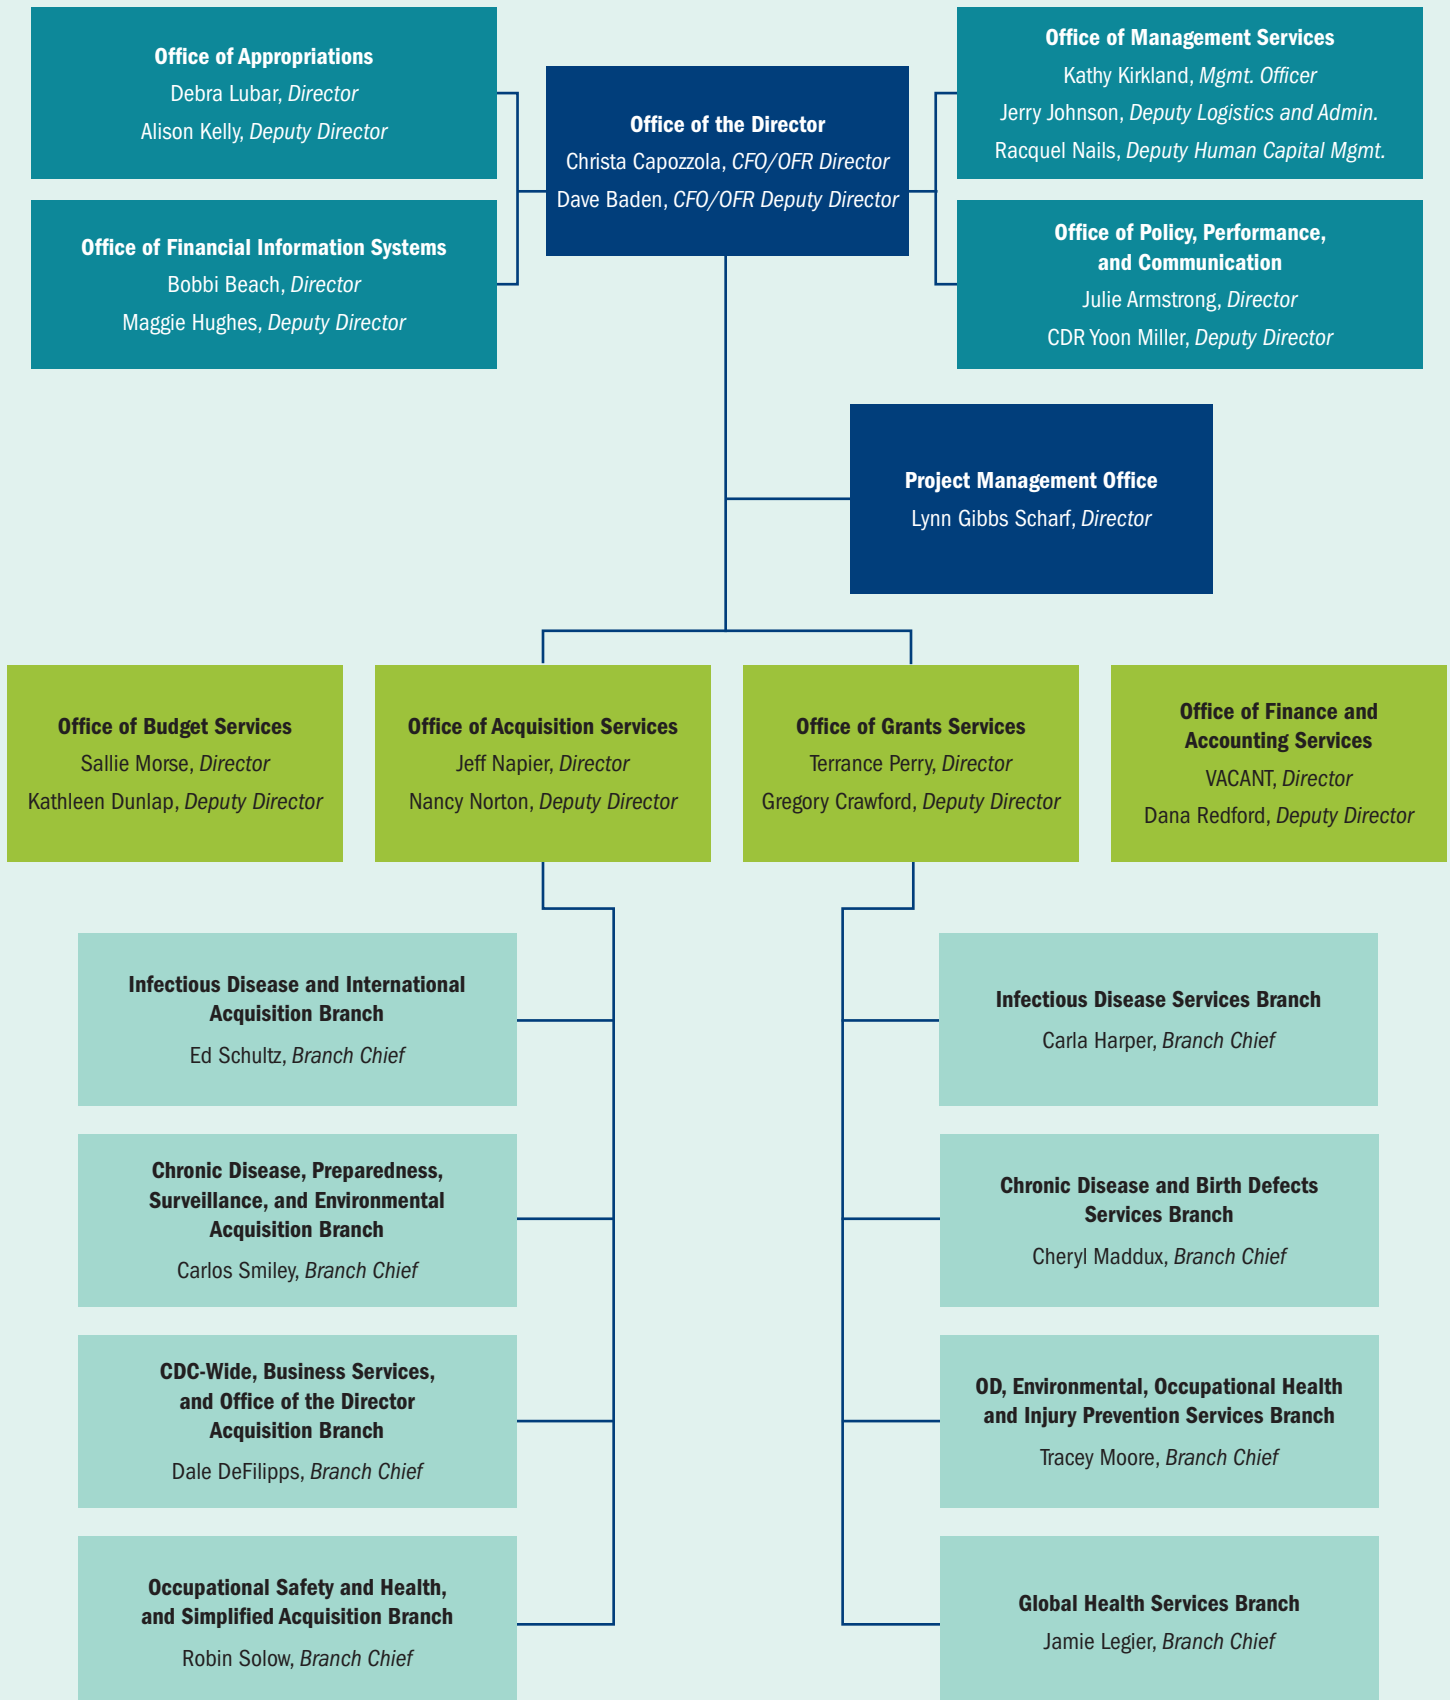 Office of Appropriations
Debra Lubar, Director
Alison Kelly, Deputy Director
Office of Financial Information Systems
Bobbi Beach, Director
Maggie Hughes, Deputy Director
Office of the Director
Christa Capozzola, CFO/OFR Director
Dave Baden, CFO/OFR Deputy Director
Office of Management Services
Kathy Kirkland, Mgmt. Officer
Jerry Johnson, Deputy Logistics and Admin.
Racquel Nails, Deputy Human Capital Mgmt.
Office of Policy, Performance,
and Communication
Julie Armstrong, Director
CDR Yoon Miller, Deputy Director
Project Management Office
Lynn Gibbs Scharf, Director
Office of Budget Services
Sallie Morse, Director
Kathleen Dunlap, Deputy Director
Office of Acquisition Services
Jeff Napier, Director
Nancy Norton, Deputy Director
Office of Grants Services
Terrance Perry, Director
Gregory Crawford, Deputy Director
Office of Finance and
Accounting Services
VACANT, Director
Dana Redford, Deputy Director
Infectious Disease and International
Acquisition Branch
Ed Schultz, Branch Chief
Chronic Disease, Preparedness,
Surveillance, and Environmental
Acquisition Branch
Carlos Smiley, Branch Chief
CDC-Wide, Business Services,
and Office of the Director
Acquisition Branch
Dale DeFilipps, Branch Chief
Occupational Safety and Health,
and Simplified Acquisition Branch
Robin Solow, Branch Chief
Infectious Disease Services Branch
Carla Harper, Branch Chief
Chronic Disease and Birth Defects
Services Branch
Cheryl Maddux, Branch Chief
OD, Environmental, Occupational Health
and Injury Prevention Services Branch
Tracey Moore, Branch Chief
Global Health Services Branch
Jamie Legier, Branch Chief